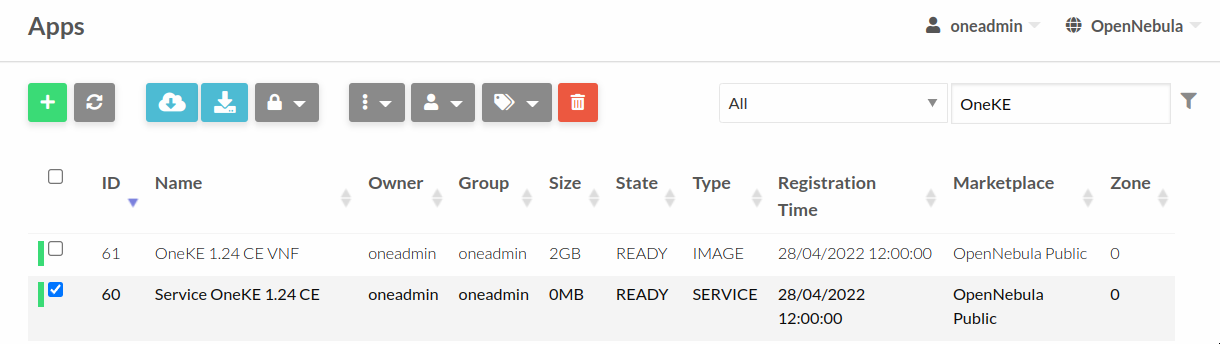 Apps oneadmin OpenNebula
All OneKE
ID Name Owner Group Size State Type Registration Time Marketplace Zone
61 OneKE 1.24 CE VNF oneadmin oneadmin 2GB READY IMAGE 28/04/2022 12:00:00 OpenNebula Public 0
60 Service OneKE 1.24 CE oneadmin oneadmin 0MB READY SERVICE 28/04/2022 12:00:00 OpenNebula Public 0